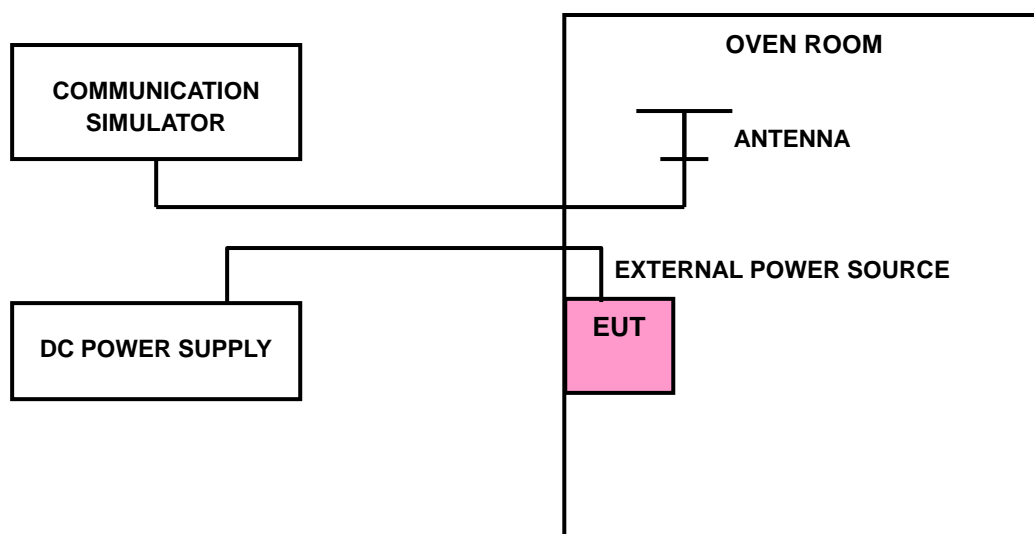 OVEN ROOM
COMMUNICATION
SIMULATOR
ANTENNA
EXTERNAL POWER SOURCE
EUT
DC POWER SUPPLY